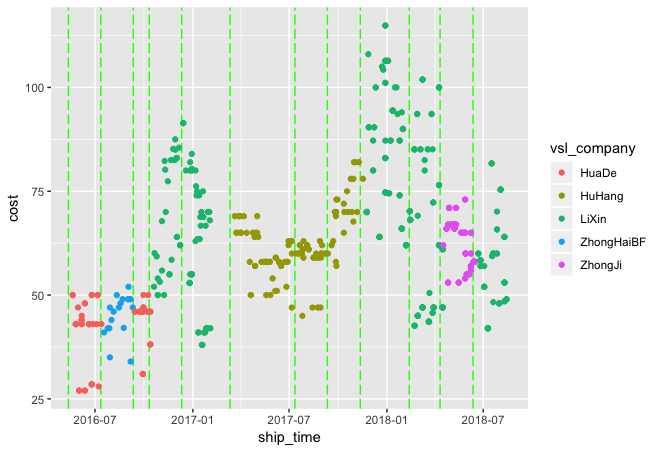 100
75
50
25
cost
2016-07
2017-01
2017-07
2018-01
2018-07
ship_time
vsl_company
HuaDe
HuHang
LiXin
ZhongHaiBF
ZhongJi